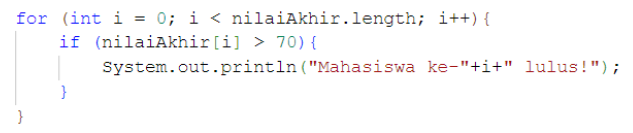 for (int i = 0; i < nilaiAkhir.length; i++){
    if (nilaiAkhir[i] > 70){
        System.out.println("Mahasiswa ke-"+i+" lulus!");
    }
}